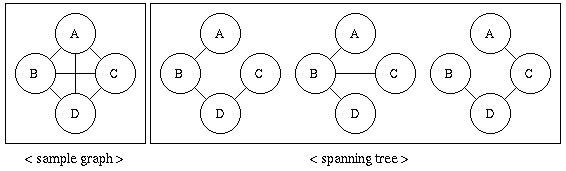 A A A A
B C B C B C B C
D D D D
< sample graph > < spanning tree >